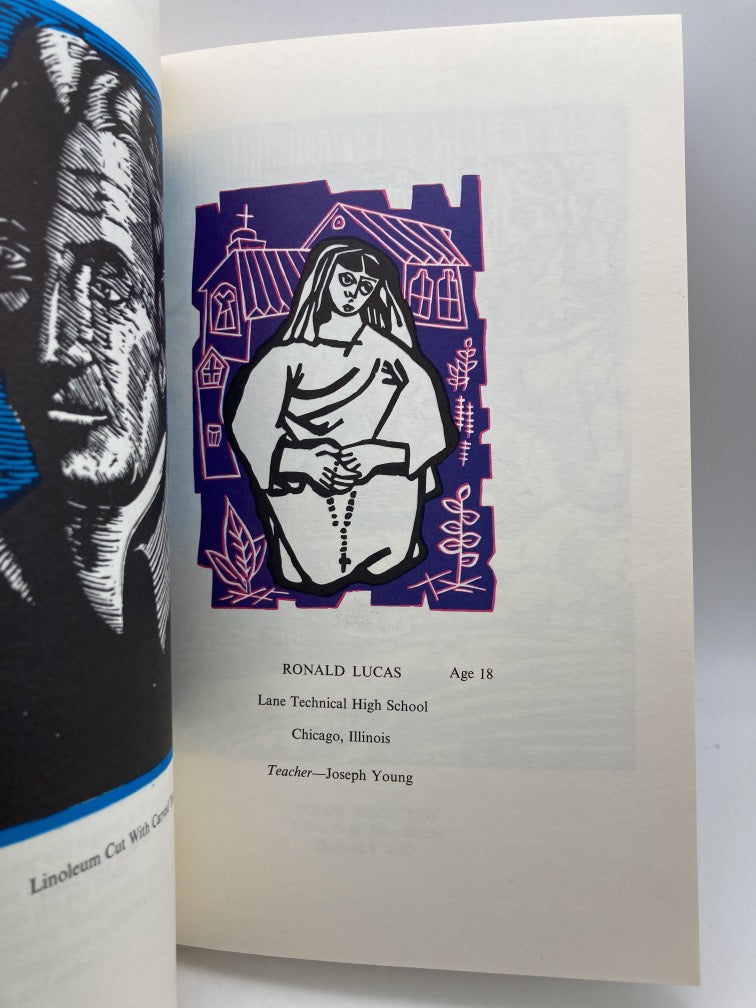 Linoleum Cut With Carved
RONALD LUCAS Age 18
Lane Technical High School
Chicago, Illinois
Teacher—Joseph Young